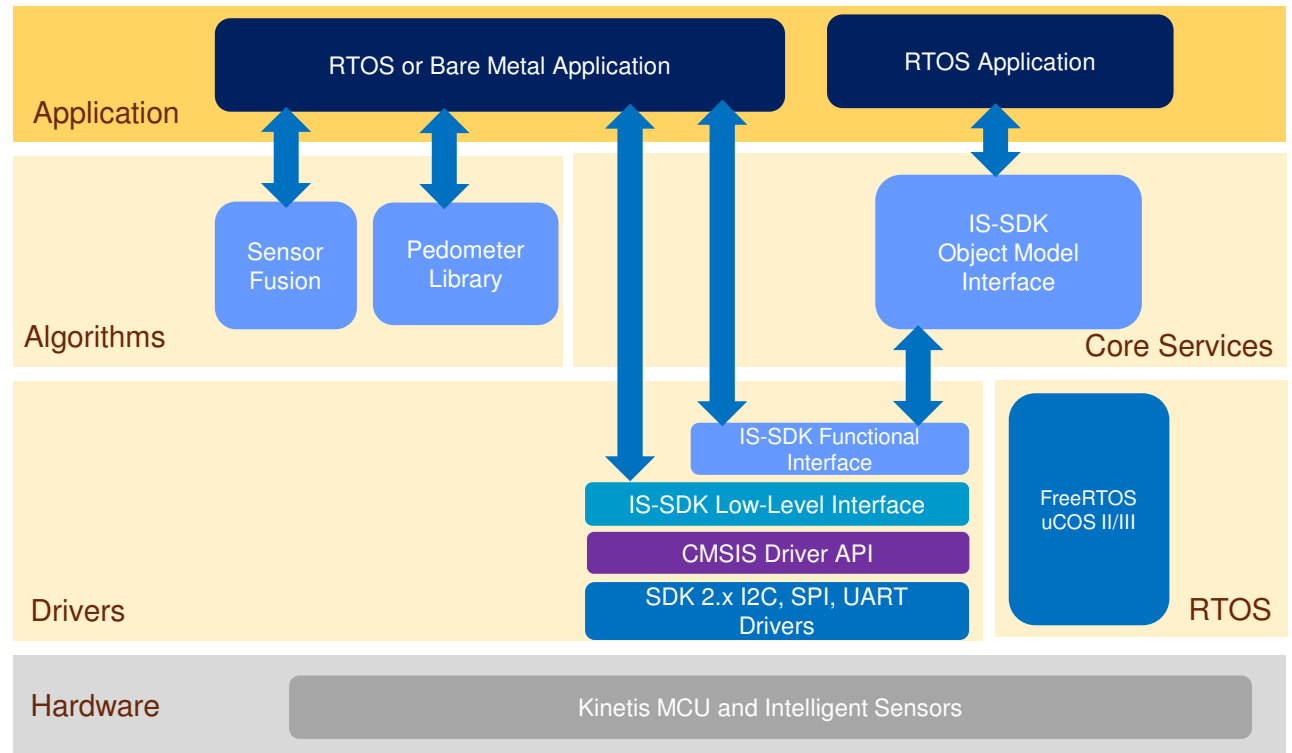 RTOS or Bare Metal Application
RTOS Application
Application
Sensor
Fusion
Pedometer
Library
Algorithms
IS-SDK
Object Model
Interface
Core Services
IS-SDK Functional
Interface
IS-SDK Low-Level Interface
CMSIS Driver API
SDK 2.x I2C, SPI, UART
Drivers
Drivers
FreeRTOS
uCOS II/III
RTOS
Hardware
Kinetis MCU and Intelligent Sensors